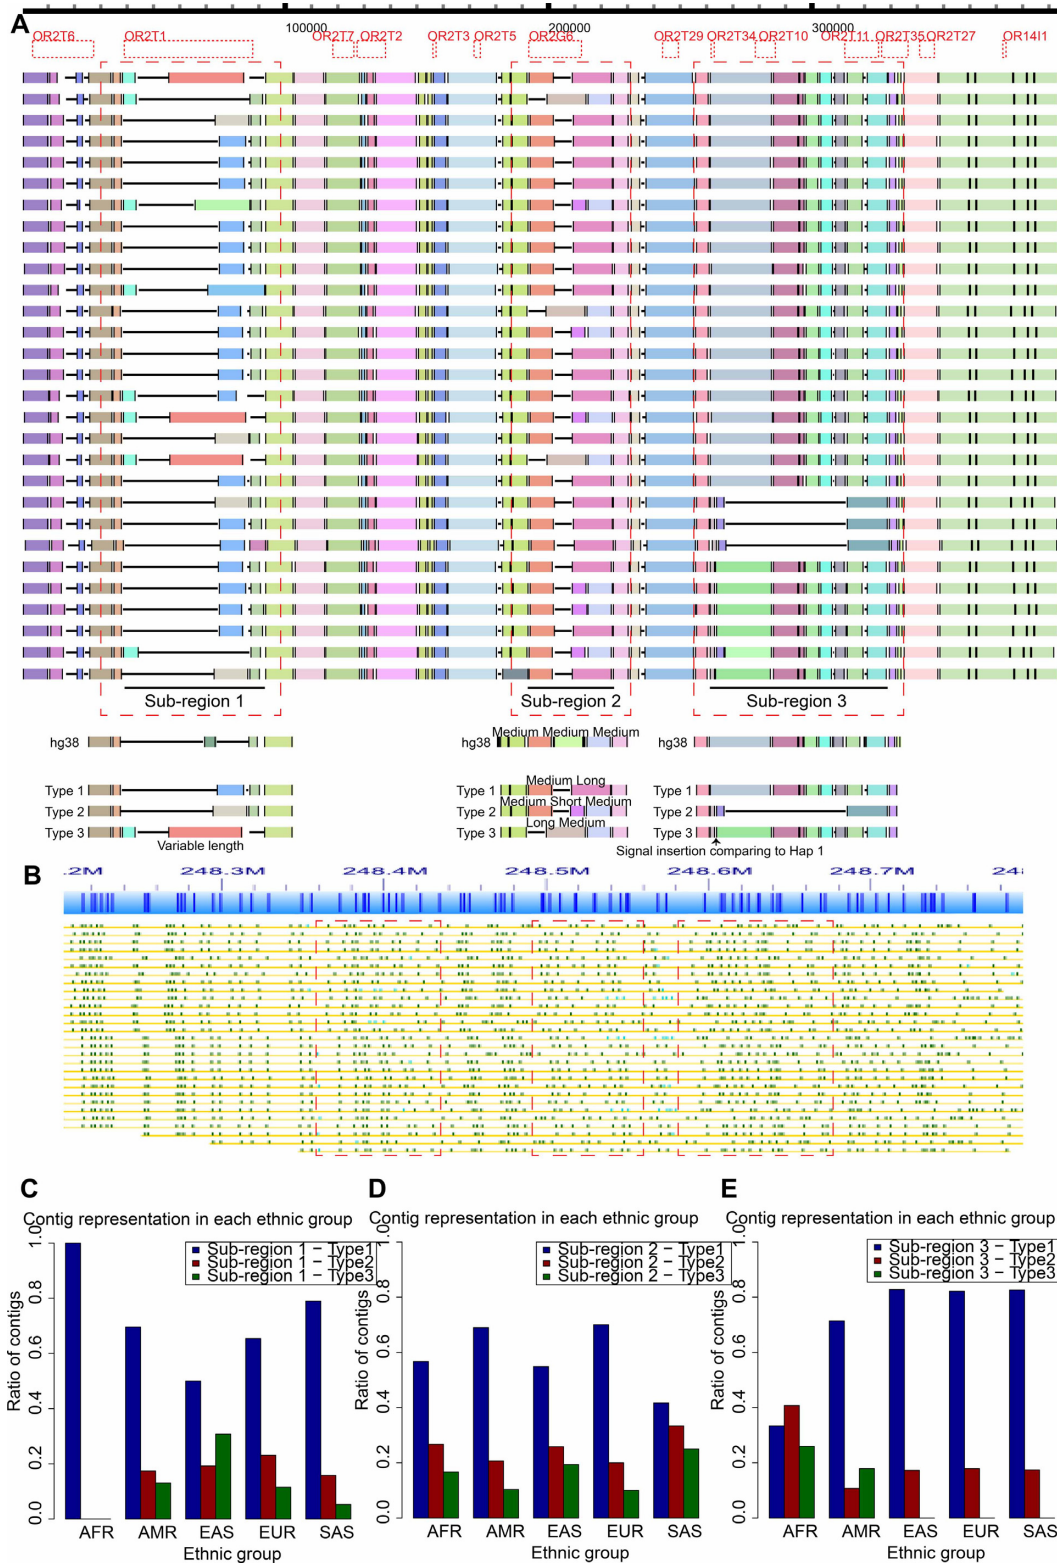 A
100000 200000 300000
OR2T6 OR2T1 OR2T7 OR2T2 OR2T3 OR2T5 OR2G6 OR2T29 OR2T34 OR2T10 OR2T11 OR2T35 OR2T27 OR14I1
Sub-region 1 Sub-region 2 Sub-region 3
Medium Medium Medium
hg38 hg38 hg38
Medium Long
Type 1 Type 1 Type 1
Medium Short Medium
Type 2 Type 2 Type 2
Long Medium
Type 3 Type 3 Type 3
Variable length
Signal insertion comparing to Hap 1
B
.2M 248.3M 248.4M 248.5M 248.6M 248.7M
C
Contig representation in each ethnic group
Sub-region 1 – Type1
Sub-region 1 – Type2
Sub-region 1 – Type3
Ratio of contigs
0.0 0.2 0.4 0.6 0.8 1.0
AFR AMR EAS EUR SAS
Ethnic group
D
Contig representation in each ethnic group
Sub-region 2 – Type1
Sub-region 2 – Type2
Sub-region 2 – Type3
Ratio of contigs
0.0 0.2 0.4 0.6 0.8 1.0
AFR AMR EAS EUR SAS
Ethnic group
E
Contig representation in each ethnic group
Sub-region 3 – Type1
Sub-region 3 – Type2
Sub-region 3 – Type3
Ratio of contigs
0.0 0.2 0.4 0.6 0.8 1.0
AFR AMR EAS EUR SAS
Ethnic group